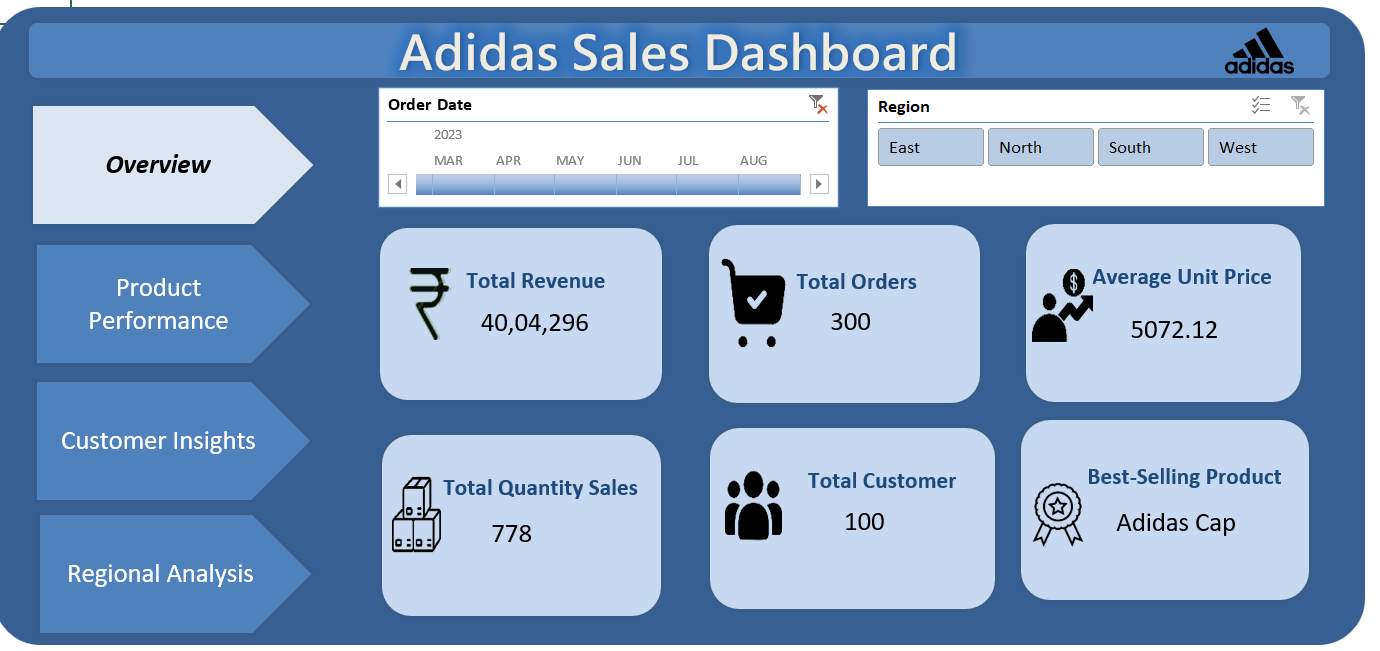 Adidas Sales Dashboard
adidas
Overview
Product
Performance
Customer Insights
Regional Analysis
Order Date
2023
MAR APR MAY JUN JUL AUG
Region
East North South West
₹
Total Revenue
40,04,296
Total Orders
300
$
Average Unit Price
5072.12
Total Quantity Sales
778
Total Customer
100
Best-Selling Product
Adidas Cap